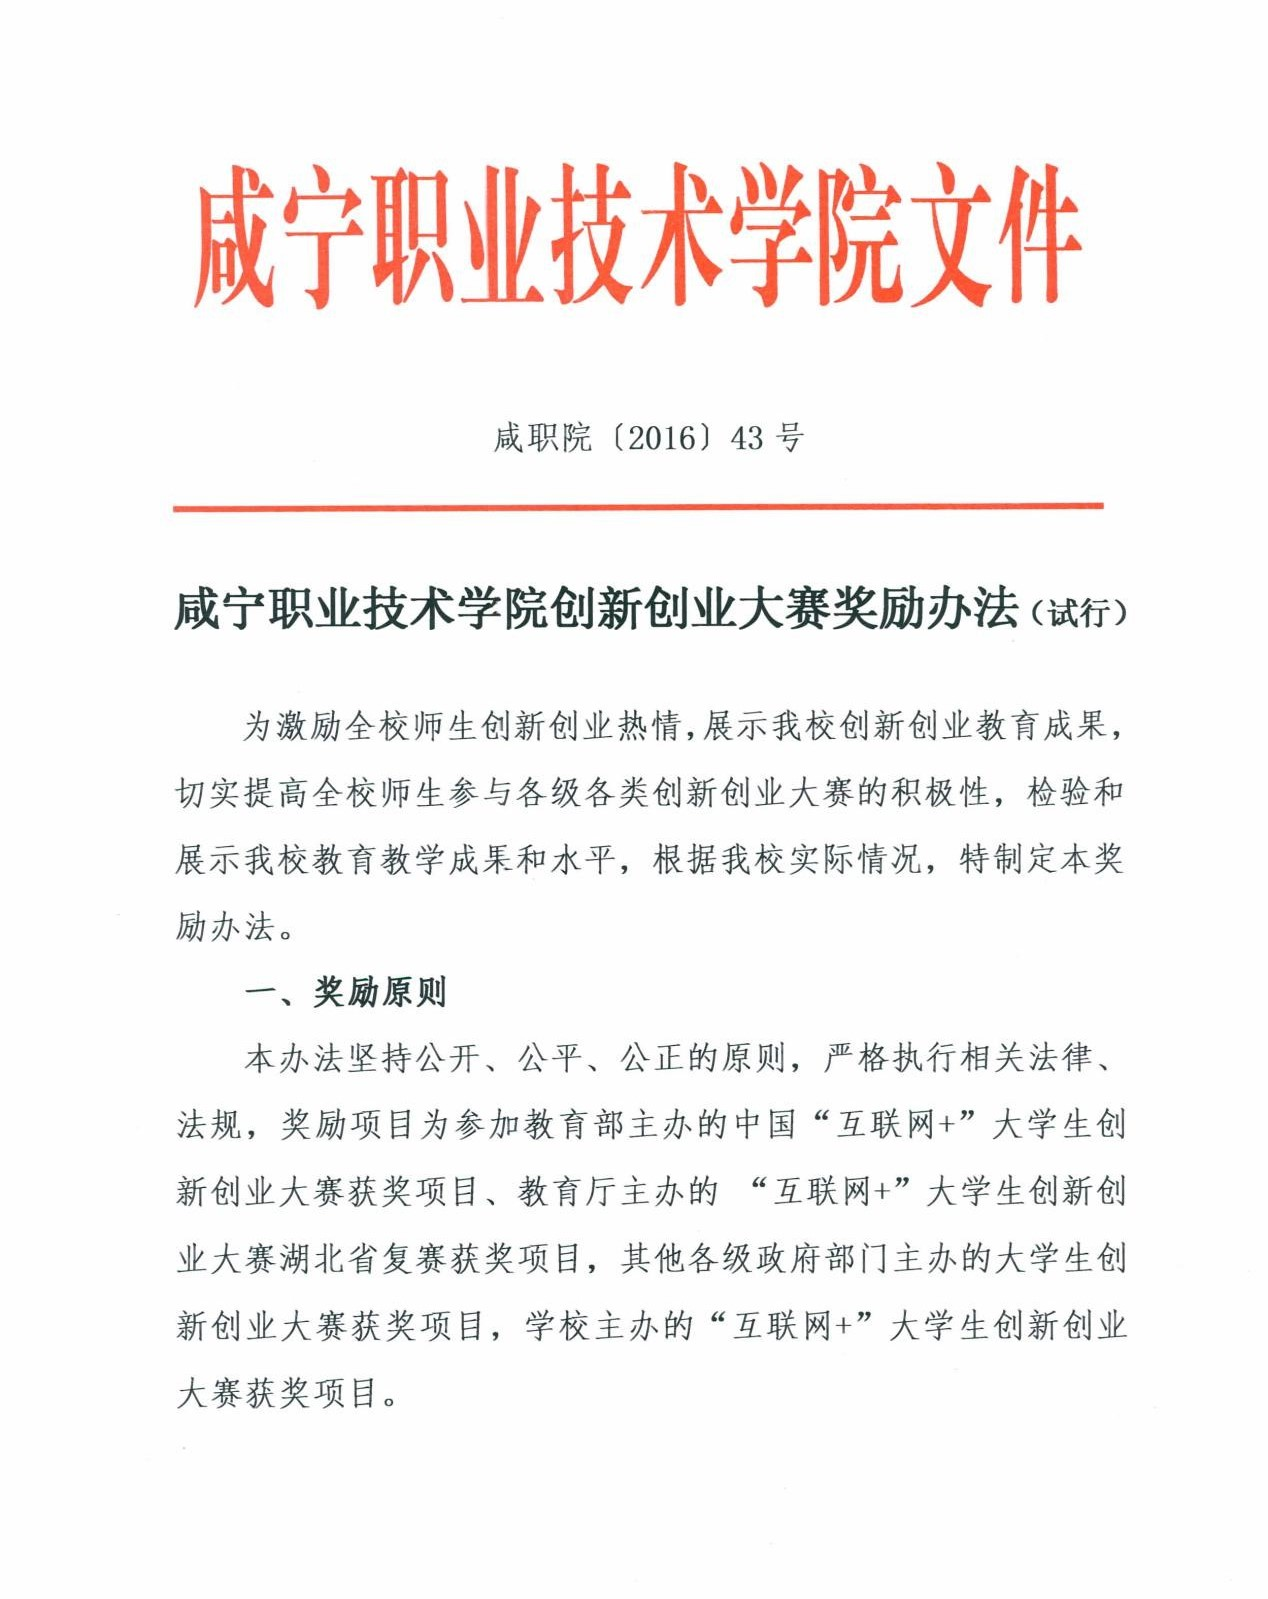 咸宁职业技术学院文件
咸职院〔2016〕43 号
咸宁职业技术学院创新创业大赛奖励办法（试行）
为激励全校师生创新创业热情，展示我校创新创业教育成果，
切实提高全校师生参与各级各类创新创业大赛的积极性，检验和
展示我校教育教学成果和水平，根据我校实际情况，特制定本奖
励办法。
一、奖励原则
本办法坚持公开、公平、公正的原则，严格执行相关法律、
法规，奖励项目为参加教育部主办的中国“互联网+”大学生创
新创业大赛获奖项目、教育厅主办的 “互联网+”大学生创新创
业大赛湖北省复赛获奖项目，其他各级政府部门主办的大学生创
新创业大赛获奖项目，学校主办的“互联网+”大学生创新创业
大赛获奖项目。